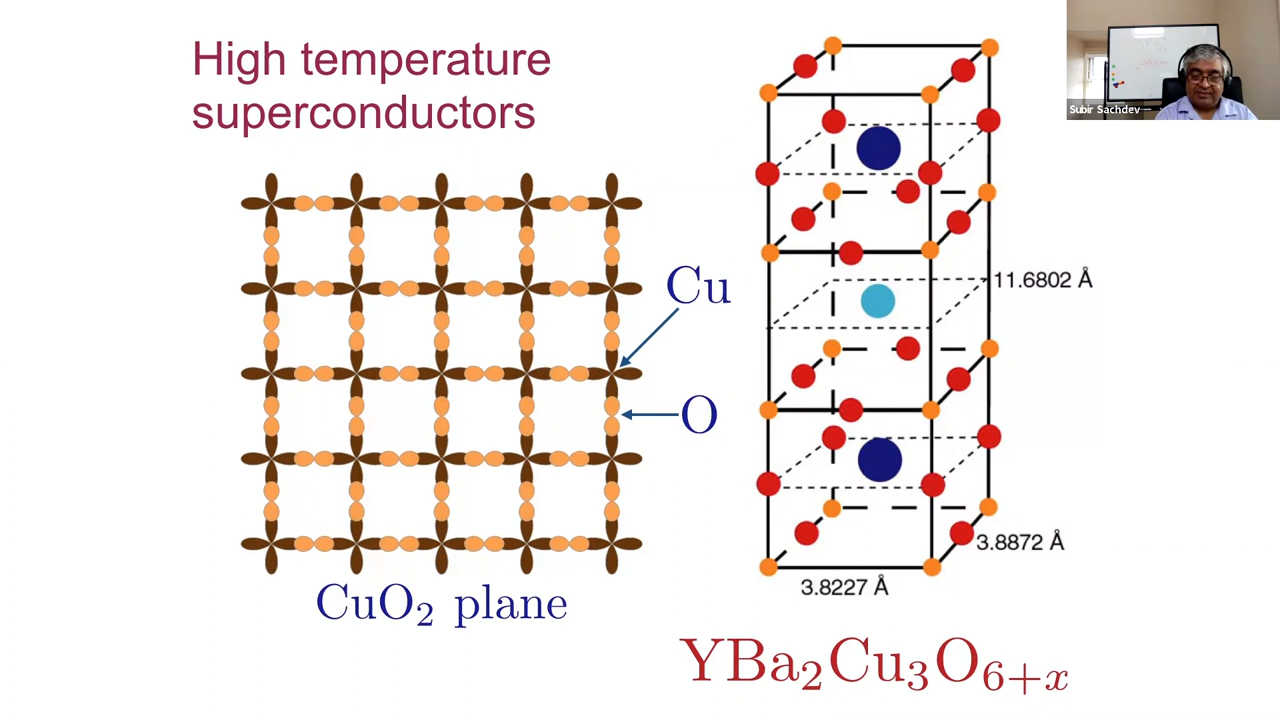 High temperature
superconductors
Subir Sachdev
Cu
O
CuO₂ plane
11.6802 Å
3.8872 Å
3.8227 Å
YBa₂Cu₃O₆₊ₓ